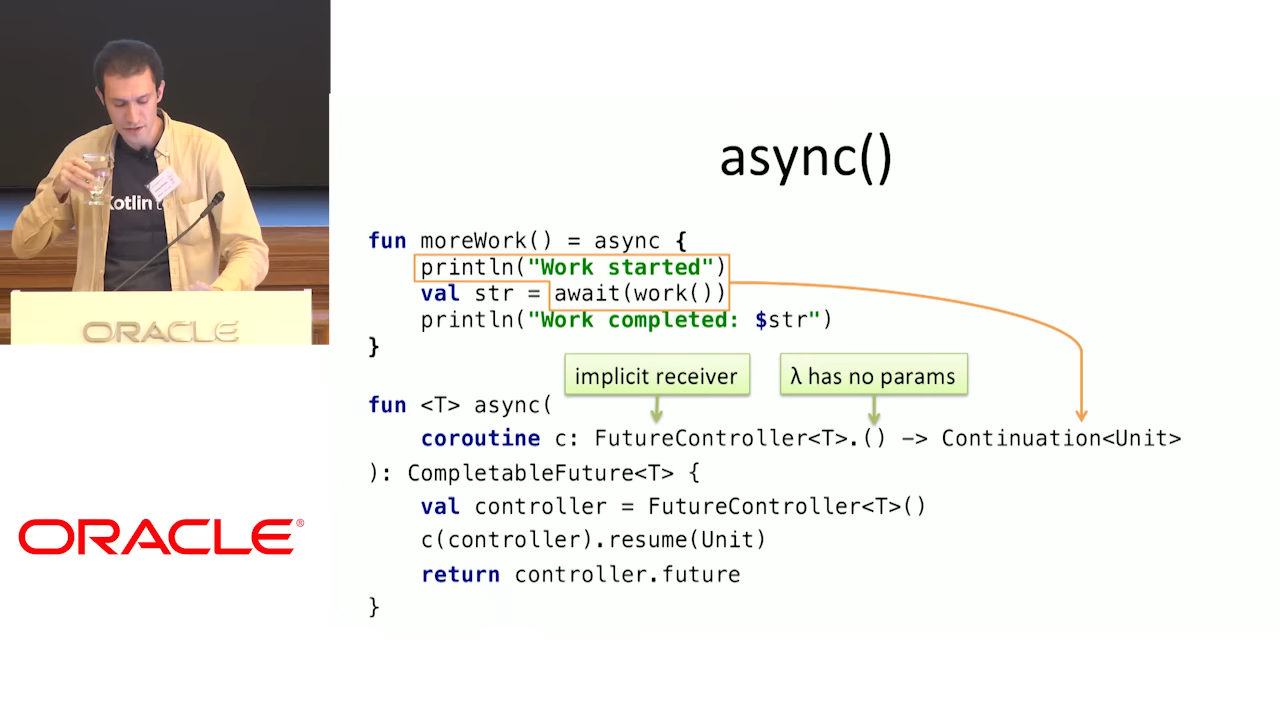 otlin
ORACLE
ORACLE®
async()
fun moreWork() = async {
println("Work started")
val str = await(work())
println("Work completed: $str")
}
implicit receiver
λ has no params
fun <T> async(
coroutine c: FutureController<T>.() -> Continuation<Unit>
): CompletableFuture<T> {
val controller = FutureController<T>()
c(controller).resume(Unit)
return controller.future
}